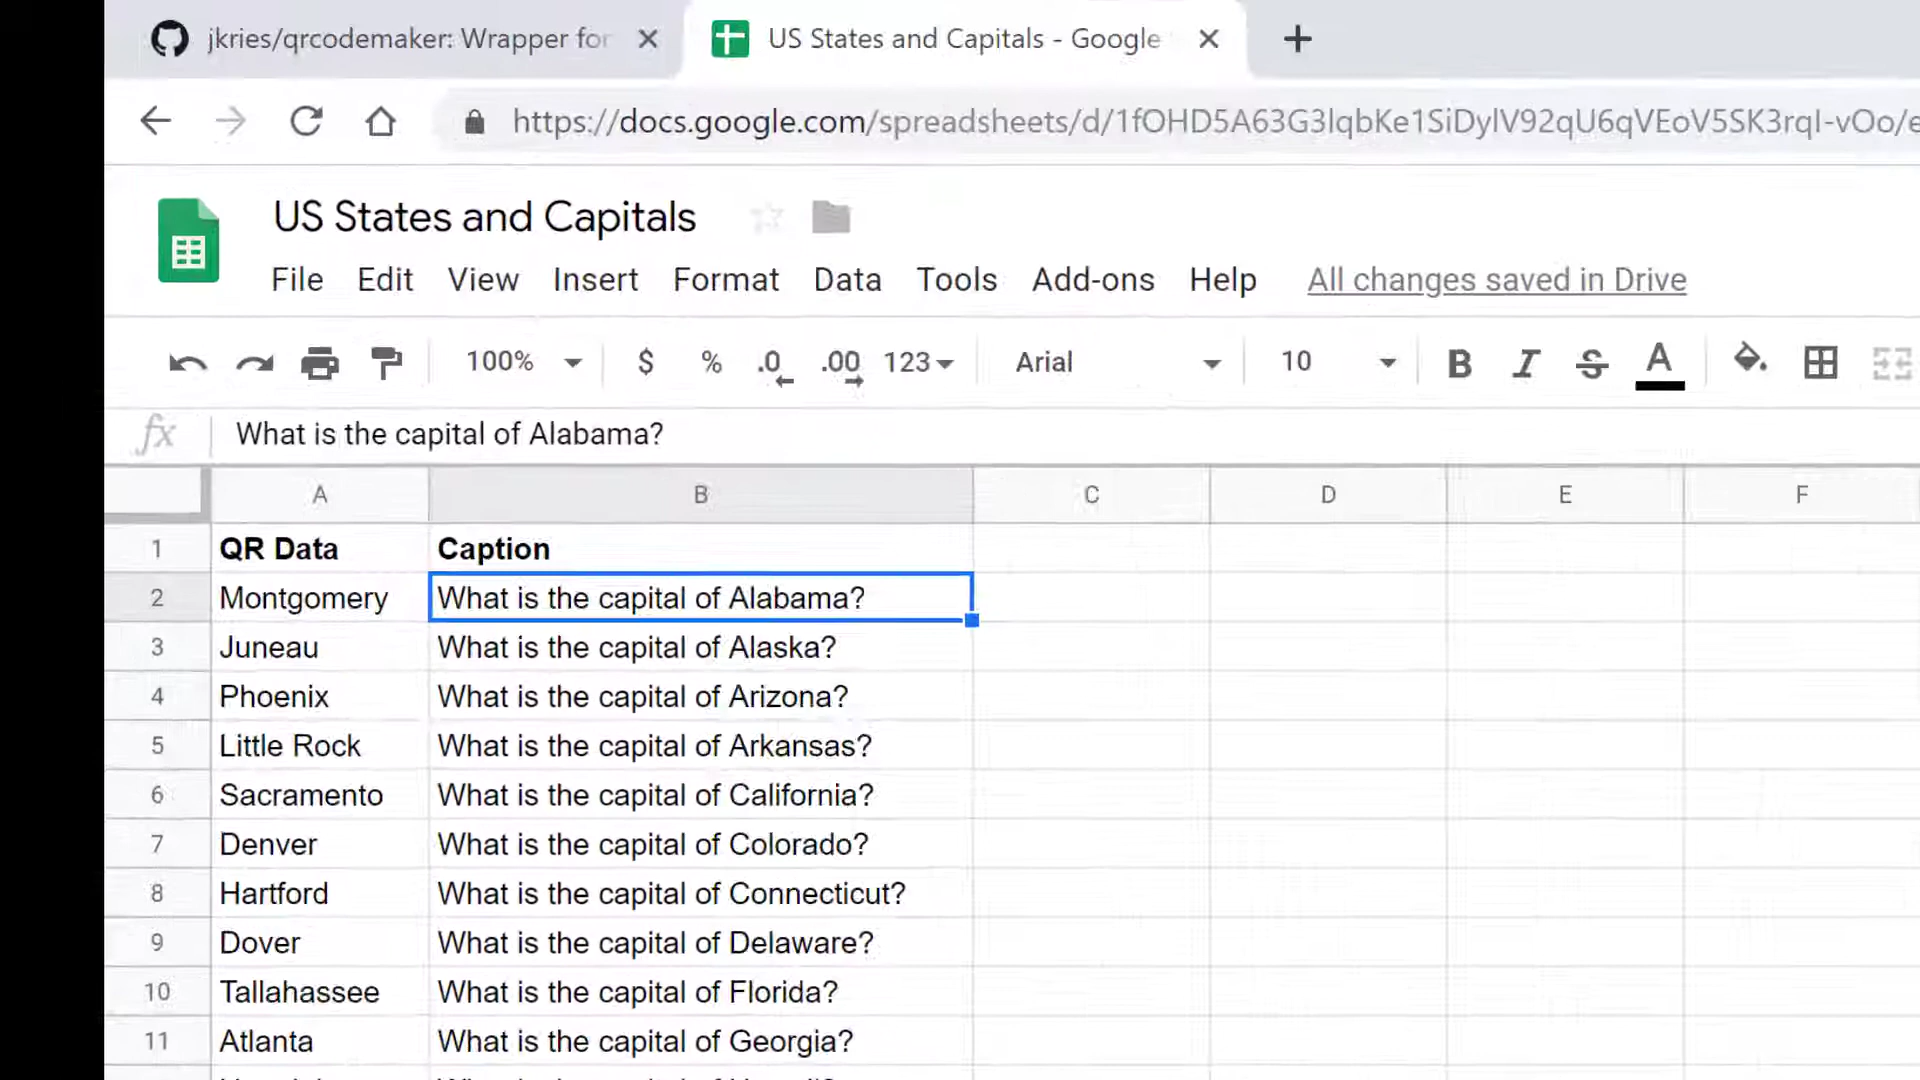 jkries/qrcodemaker: Wrapper for
US States and Capitals - Google
https://docs.google.com/spreadsheets/d/1fOHD5A63G3lqbKe1SiDylV92qU6qVEoV5SK3rqI-vOo/e
US States and Capitals
File Edit View Insert Format Data Tools Add-ons Help All changes saved in Drive
100% $ % .0 .00 123 Arial 10 B I S A
fx What is the capital of Alabama?
A B C D E F
1 QR Data Caption
2 Montgomery What is the capital of Alabama?
3 Juneau What is the capital of Alaska?
4 Phoenix What is the capital of Arizona?
5 Little Rock What is the capital of Arkansas?
6 Sacramento What is the capital of California?
7 Denver What is the capital of Colorado?
8 Hartford What is the capital of Connecticut?
9 Dover What is the capital of Delaware?
10 Tallahassee What is the capital of Florida?
11 Atlanta What is the capital of Georgia?